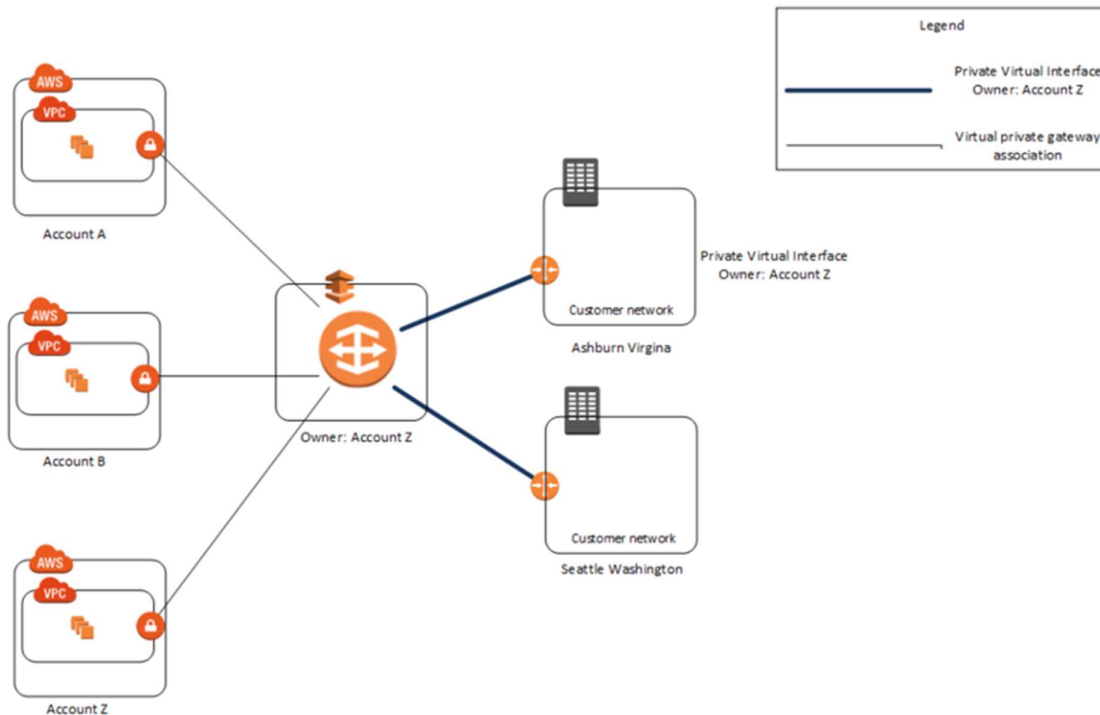 Legend
Private Virtual Interface
Owner: Account Z
Virtual private gateway
association
AWS
VPC
Account A
AWS
VPC
Account B
AWS
VPC
Account Z
Owner: Account Z
Customer network
Ashburn Virgina
Private Virtual Interface
Owner: Account Z
Customer network
Seattle Washington